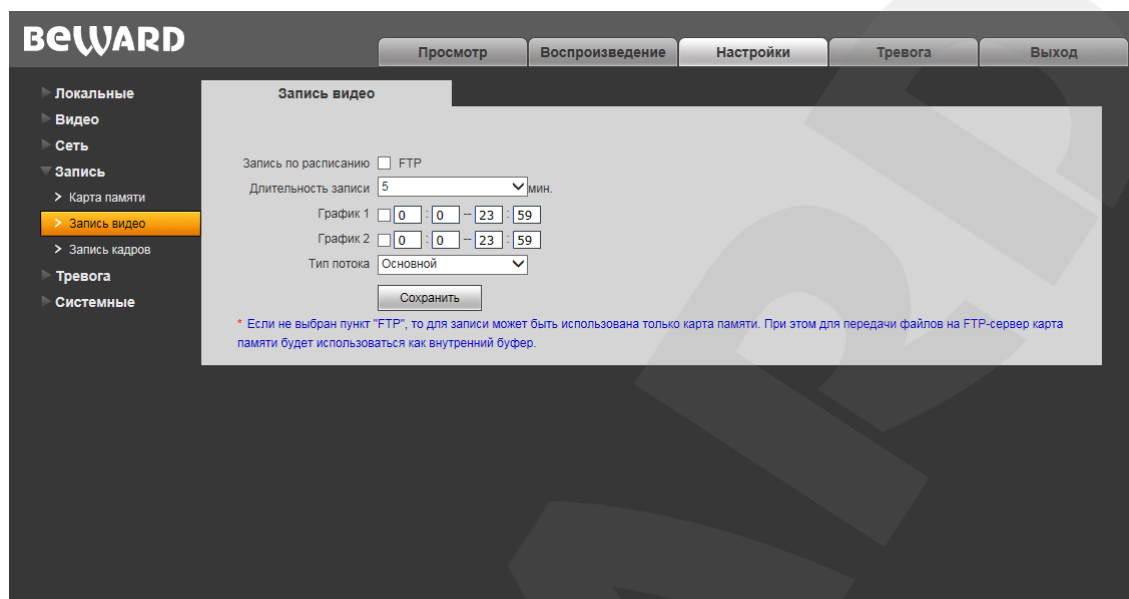 BEWARD
Просмотр Воспроизведение Настройки Тревога Выход
Локальные
Видео
Сеть
Запись
> Карта памяти
> Запись видео
> Запись кадров
Тревога
Системные
Запись видео
Запись по расписанию FTP
Длительность записи 5 мин.
График 1 0 : 0 -- 23 : 59
График 2 0 : 0 -- 23 : 59
Тип потока Основной
Сохранить
* Если не выбран пункт "FTP", то для записи может быть использована только карта памяти. При этом для передачи файлов на FTP-сервер карта
памяти будет использоваться как внутренний буфер.